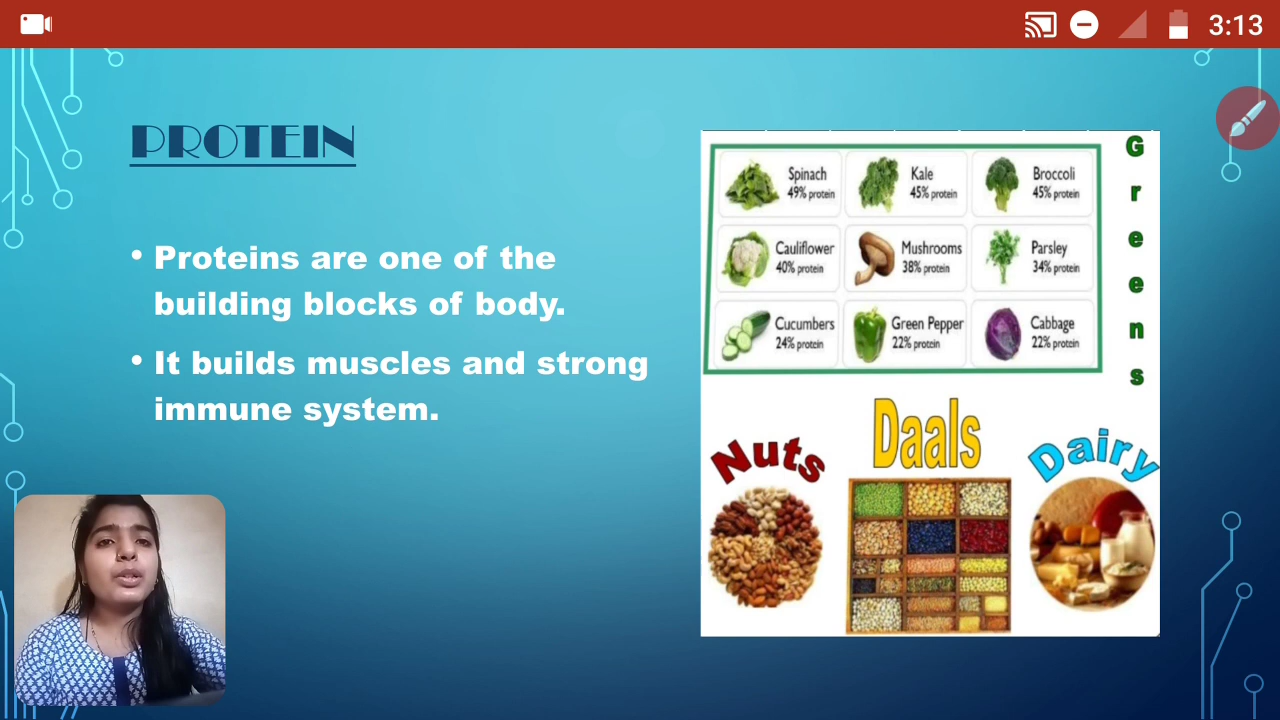 3:13
PROTEIN
• Proteins are one of the
building blocks of body.
• It builds muscles and strong
immune system.
Spinach
49% protein
Kale
45% protein
Broccoli
45% protein
Cauliflower
40% protein
Mushrooms
38% protein
Parsley
34% protein
Cucumbers
24% protein
Green Pepper
22% protein
Cabbage
22% protein
Greens
Nuts
Daals
Dairy